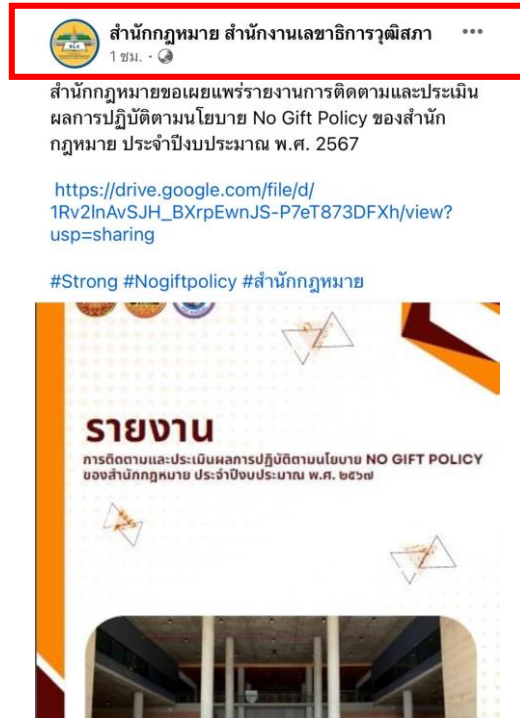 สำนักกฎหมาย สำนักงานเลขาธิการวุฒิสภา
1 ชม.
สำนักกฎหมายขอเผยแพร่รายงานการติดตามและประเมิน
ผลการปฏิบัติตามนโยบาย No Gift Policy ของสำนัก
กฎหมาย ประจำปีงบประมาณ พ.ศ. 2567
https://drive.google.com/file/d/
1Rv2InAvSJH_BXrpEwnJS-P7eT873DFXh/view?
usp=sharing
#Strong #Nogiftpolicy #สำนักกฎหมาย
รายงาน
การติดตามและประเมินผลการปฏิบัติตามนโยบาย NO GIFT POLICY
ของสำนักกฎหมาย ประจำปีงบประมาณ พ.ศ. ๒๕๖๗